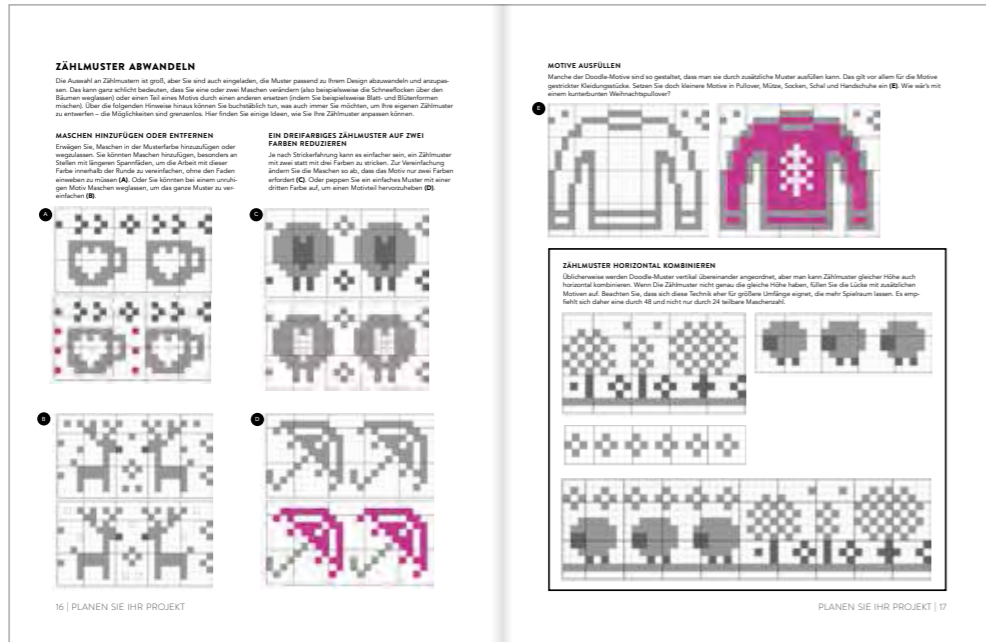 ZÄHLMUSTER ABWANDELN
Die Auswahl an Zählmustern ist groß, aber Sie sind auch eingeladen, die Muster passend zu Ihrem Design abzuwandeln und anzupas-
sen. Das kann ganz schlicht bedeuten, dass Sie eine oder zwei Maschen verändern (also beispielsweise die Schneeflocken über den
Bäumen weglassen) oder einen Teil eines Motivs durch einen anderen ersetzen (indem Sie beispielsweise Blatt- und Blütenformen
mischen). Über die folgenden Hinweise hinaus können Sie buchstäblich tun, was auch immer Sie möchten, um Ihre eigenen Zählmuster
zu entwerfen – die Möglichkeiten sind grenzenlos. Hier finden Sie einige Ideen, wie Sie Ihre Zählmuster anpassen können.
MASCHEN HINZUFÜGEN ODER ENTFERNEN
Erwägen Sie, Maschen in der Musterfarbe hinzuzufügen oder
wegzulassen. Sie könnten Maschen hinzufügen, besonders an
Stellen mit längeren Spannfäden, um die Arbeit mit dieser
Farbe innerhalb der Runde zu vereinfachen, ohne den Faden
einweben zu müssen (A). Oder Sie könnten bei einem unruhi-
gen Motiv Maschen weglassen, um das ganze Muster zu ver-
einfachen (B).
EIN DREIFARBIGES ZÄHLMUSTER AUF ZWEI
FARBEN REDUZIEREN
Je nach Strickerfahrung kann es einfacher sein, ein Zählmuster
mit zwei statt mit drei Farben zu stricken. Zur Vereinfachung
ändern Sie die Maschen so ab, dass das Motiv nur zwei Farben
erfordert (C). Oder peppen Sie ein einfaches Muster mit einer
dritten Farbe auf, um einen Motivteil hervorzuheben (D).
A
C
B
D
16 | PLANEN SIE IHR PROJEKT
MOTIVE AUSFÜLLEN
Manche der Doodle-Motive sind so gestaltet, dass man sie durch zusätzliche Muster ausfüllen kann. Das gilt vor allem für die Motive
gestrickter Kleidungsstücke. Setzen Sie doch kleinere Motive in Pullover, Mütze, Socken, Schal und Handschuhe ein (E). Wie wär's mit
einem kunterbunten Weihnachtspullover?
E
ZÄHLMUSTER HORIZONTAL KOMBINIEREN
Üblicherweise werden Doodle-Muster vertikal übereinander angeordnet, aber man kann Zählmuster gleicher Höhe auch
horizontal kombinieren. Wenn Die Zählmuster nicht genau die gleiche Höhe haben, füllen Sie die Lücke mit zusätzlichen
Motiven auf. Beachten Sie, dass sich diese Technik eher für größere Umfänge eignet, die mehr Spielraum lassen. Es emp-
fiehlt sich daher eine durch 48 und nicht nur durch 24 teilbare Maschenzahl.
PLANEN SIE IHR PROJEKT | 17